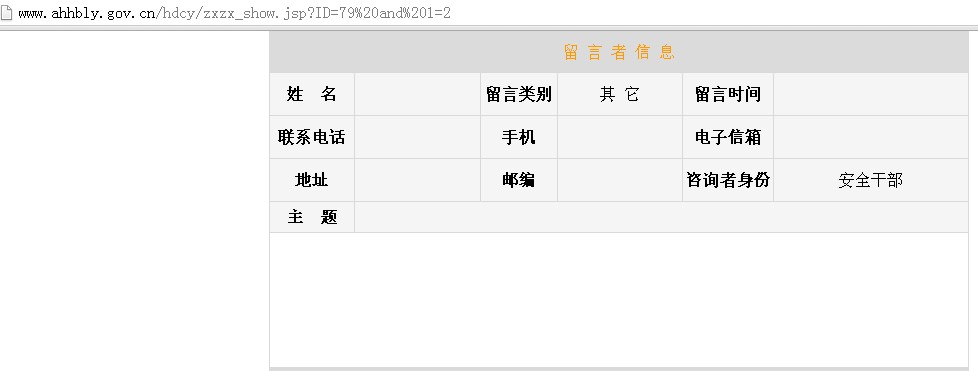 www.ahhbly.gov.cn/hdcy/zxzx_show.jsp?ID=79%20and%201=2
留 言 者 信 息
姓 名 留言类别 其 它 留言时间
联系电话 手机 电子信箱
地址 邮编 咨询者身份 安全干部
主 题